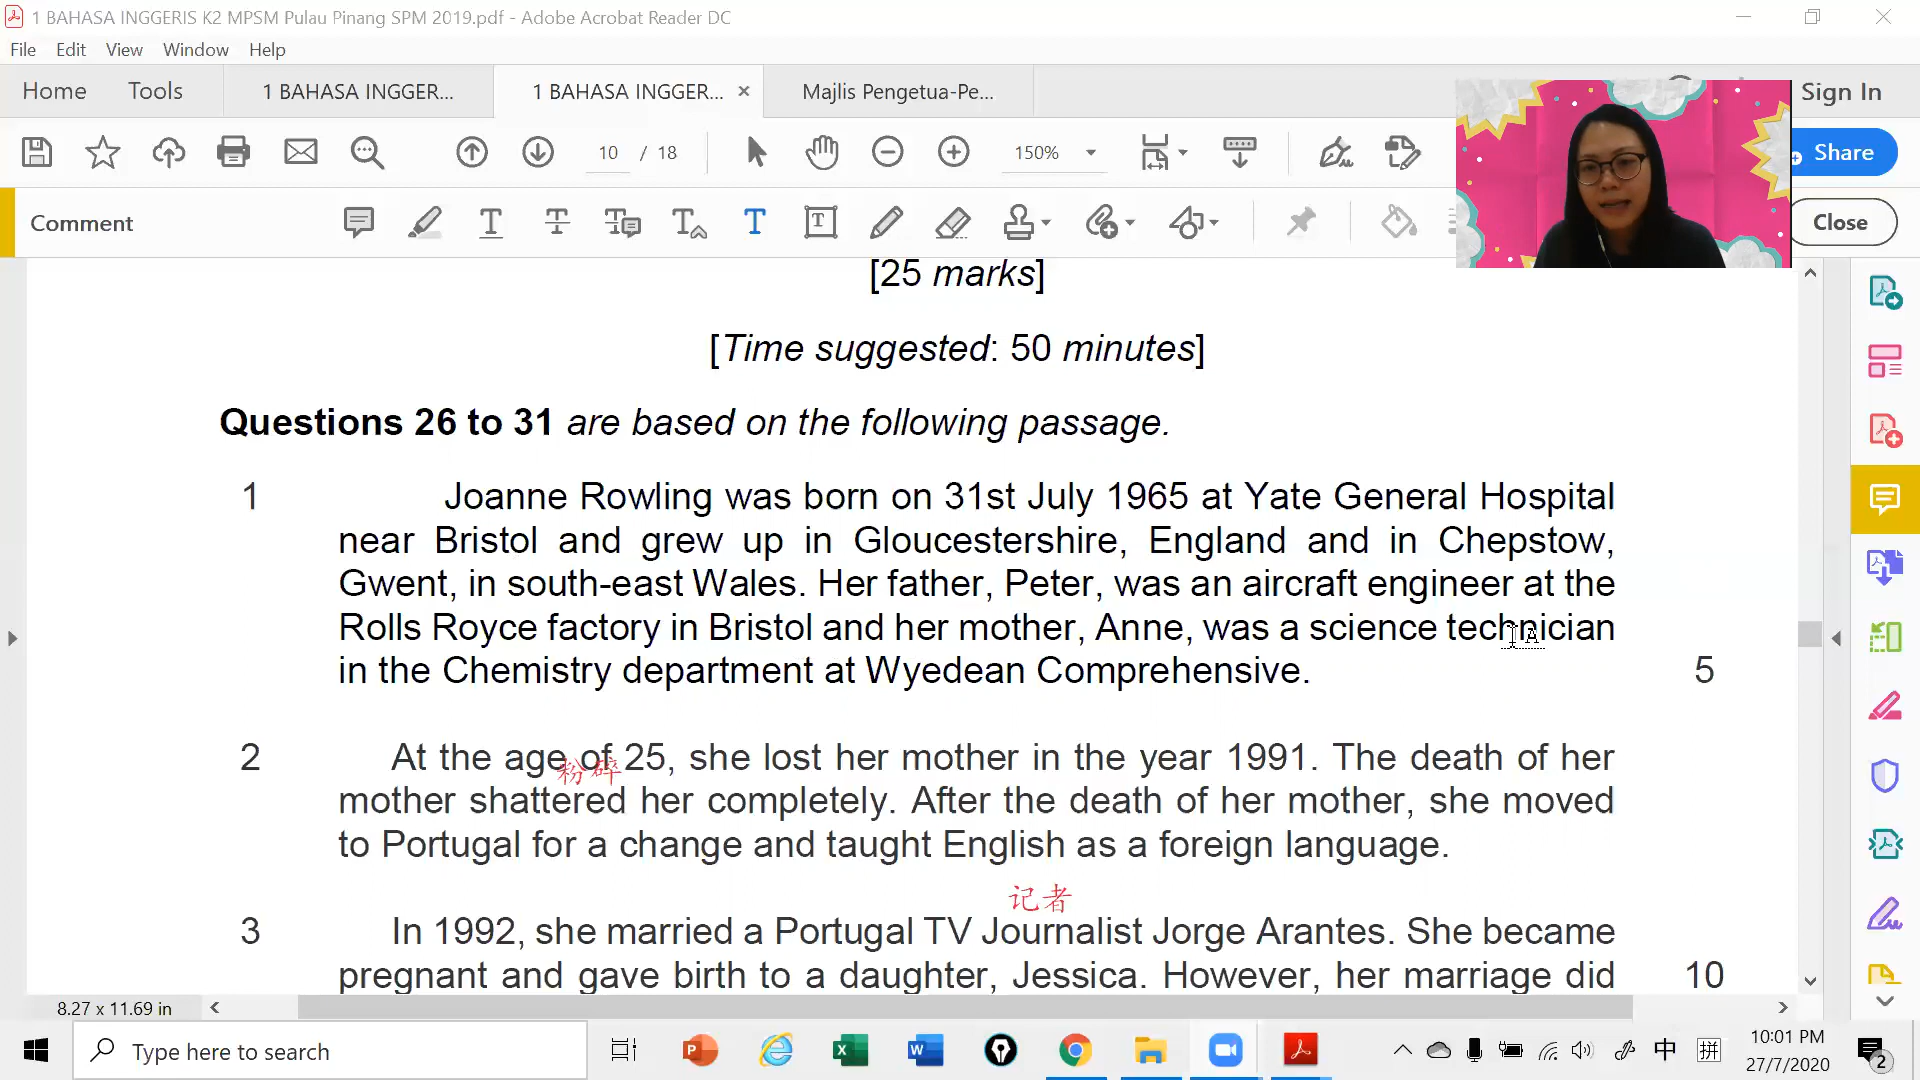 1 BAHASA INGGERIS K2 MPSM Pulau Pinang SPM 2019.pdf - Adobe Acrobat Reader DC
File Edit View Window Help
Home Tools 1 BAHASA INGGER... 1 BAHASA INGGER... × Majlis Pengetua-Pe... Sign In
10 / 18 150% Share
Comment Close
[25 marks]
[Time suggested: 50 minutes]
Questions 26 to 31 are based on the following passage.
1 Joanne Rowling was born on 31st July 1965 at Yate General Hospital
near Bristol and grew up in Gloucestershire, England and in Chepstow,
Gwent, in south-east Wales. Her father, Peter, was an aircraft engineer at the
Rolls Royce factory in Bristol and her mother, Anne, was a science technician
in the Chemistry department at Wyedean Comprehensive. 5
2 At the age of 25, she lost her mother in the year 1991. The death of her
粉碎
mother shattered her completely. After the death of her mother, she moved
to Portugal for a change and taught English as a foreign language.
记者
3 In 1992, she married a Portugal TV Journalist Jorge Arantes. She became
pregnant and gave birth to a daughter, Jessica. However, her marriage did 10
8.27 x 11.69 in
Type here to search
中 拼 10:01 PM
27/7/2020 2